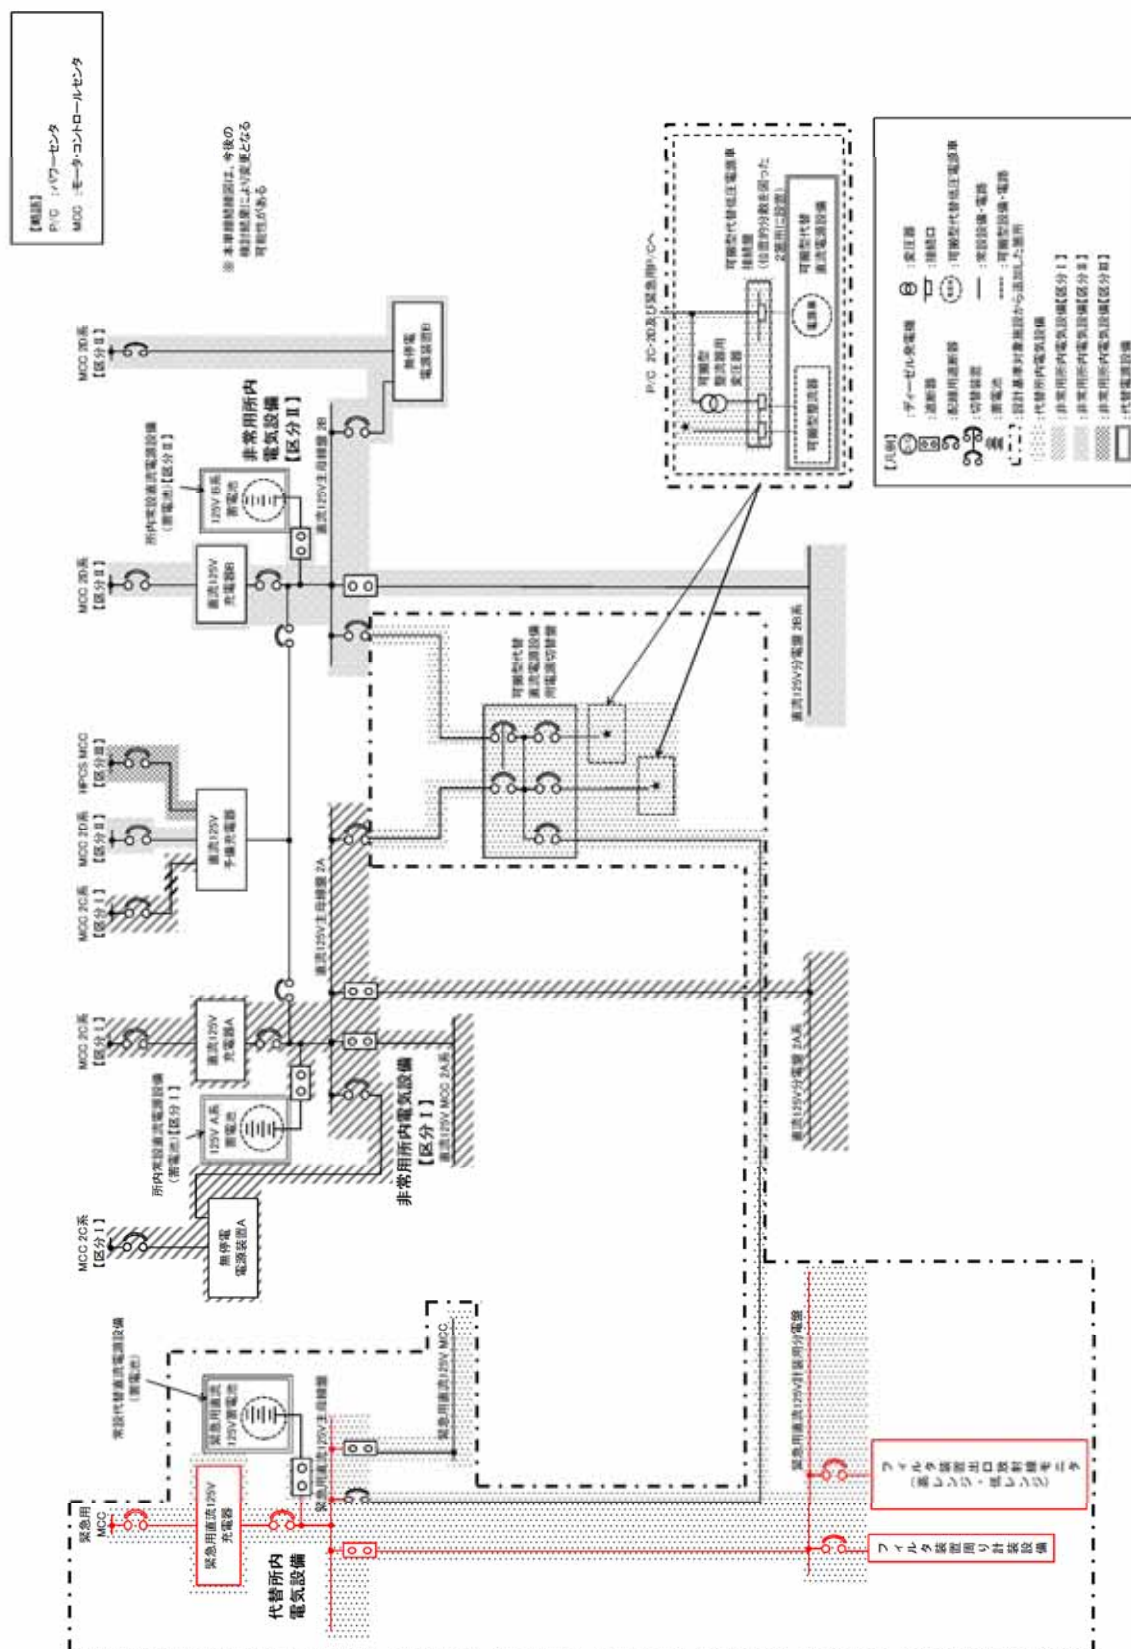 【略語】
P/C ：パワーセンタ
MCC ：モータ・コントロールセンタ
※ 本単線結線図は、今後の
検討結果により変更となる
可能性がある
緊急用
MCC
緊急用直流125V
充電器
代替所内
電気設備
常設代替直流電源設備
（蓄電池）
緊急用直流
125V蓄電池
緊急用直流125V主母線盤
緊急用直流125V MCC
緊急用直流125V計装用分電盤
フィルタ装置出口放射線モニタ
（高レンジ・低レンジ）
フィルタ装置周り計装設備
MCC 2C系
【区分Ⅰ】
無停電
電源装置A
所内常設直流電源設備
（蓄電池）【区分Ⅰ】
125V A系
蓄電池
MCC 2C系
【区分Ⅰ】
直流125V
充電器A
非常用所内電気設備
【区分Ⅰ】
直流125V MCC 2A系
直流125V主母線盤 2A
直流125V分電盤 2A系
MCC 2C系
【区分Ⅰ】
MCC 2D系
【区分Ⅱ】
HPCS MCC
【区分Ⅲ】
直流125V
予備充電器
MCC 2D系
【区分Ⅱ】
直流125V
充電器B
所内常設直流電源設備
（蓄電池）【区分Ⅱ】
125V B系
蓄電池
非常用所内
電気設備
【区分Ⅱ】
直流125V主母線盤 2B
MCC 2D系
【区分Ⅱ】
無停電
電源装置B
可搬型代替
直流電源設備
用電源切替盤
*
*
直流125V分電盤 2B系
P/C 2C・2D及び緊急用P/Cへ
*
可搬型
整流器用
変圧器
可搬型代替低圧電源車
接続盤
（位置的分散を図った
2箇所に設置）
可搬型整流器
電源車
可搬型代替
直流電源設備
【凡例】
：ディーゼル発電機
：遮断器
：配線用遮断器
：切替装置
：蓄電池
：変圧器
：接続口
：可搬型代替低圧電源車
：常設設備・電路
：可搬型設備・電路
：設計基準対象施設から追加した箇所
：代替所内電気設備
：非常用所内電気設備【区分Ⅰ】
：非常用所内電気設備【区分Ⅱ】
：非常用所内電気設備【区分Ⅲ】
：代替電源設備